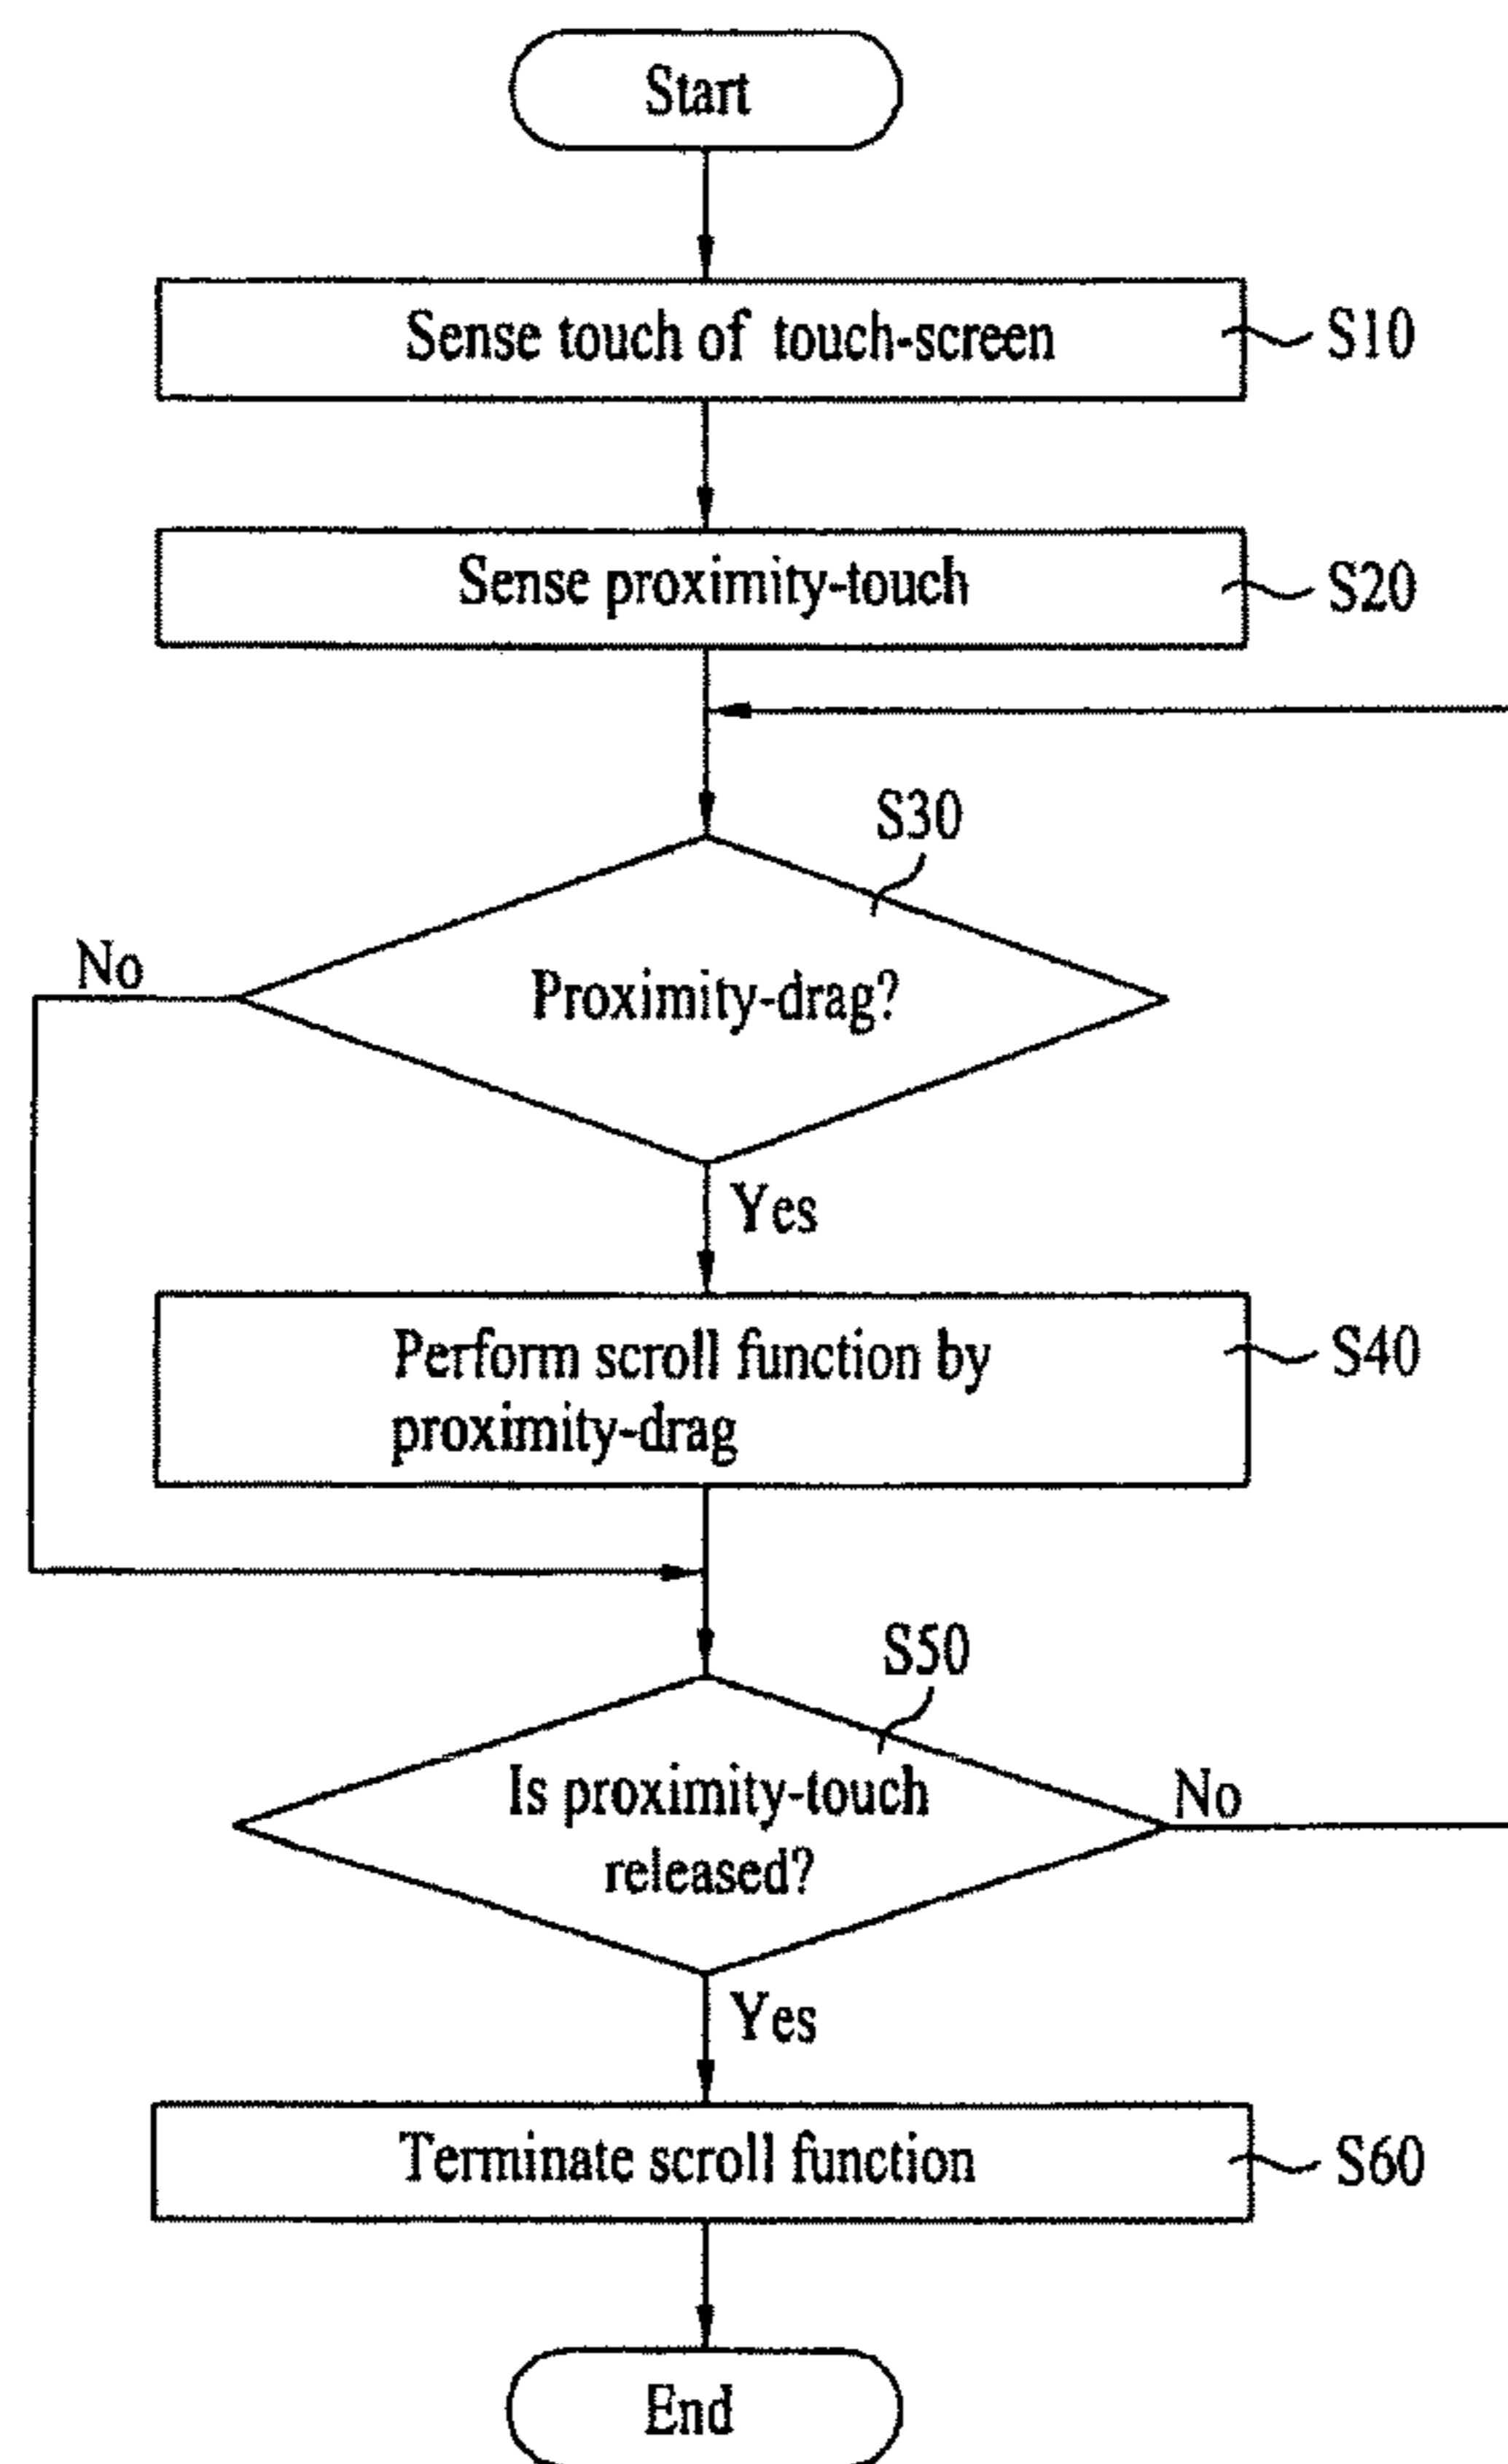 Start
Sense touch of touch-screen
S10
Sense proximity-touch
S20
S30
No
Proximity-drag?
Yes
Perform scroll function by
proximity-drag
S40
S50
Is proximity-touch
released?
No
Yes
Terminate scroll function
S60
End